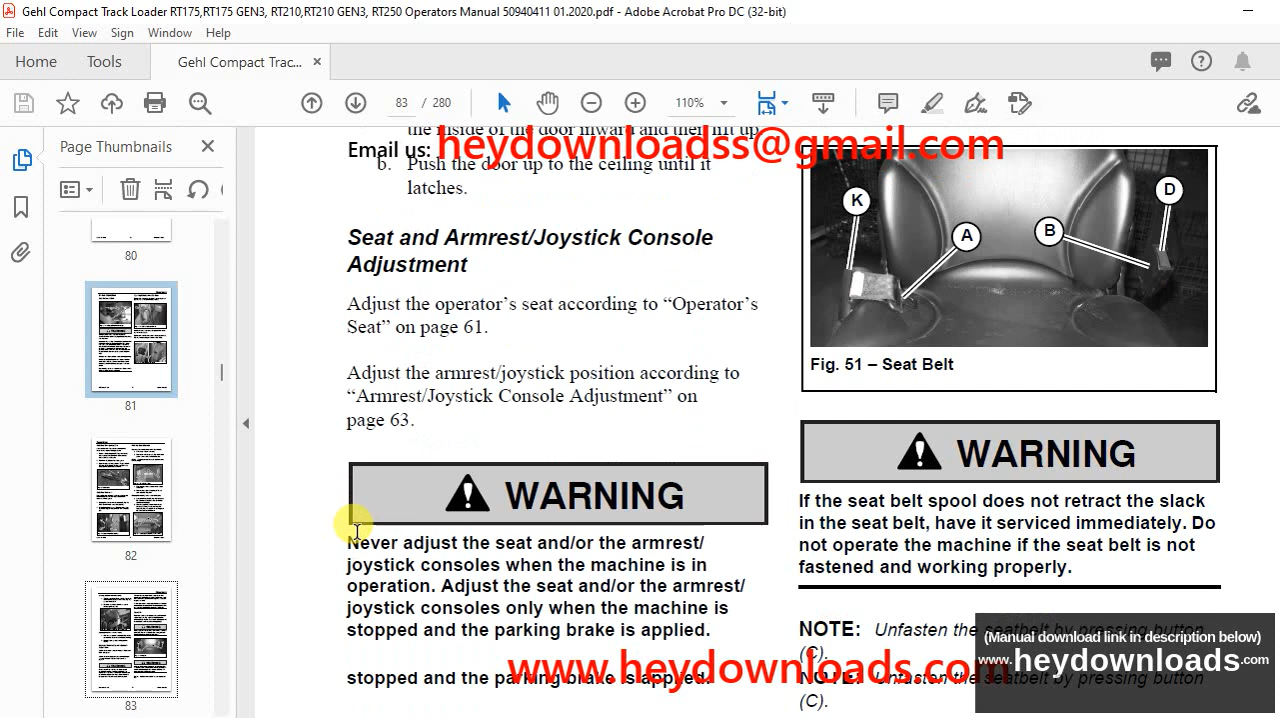 Gehl Compact Track Loader RT175,RT175 GEN3, RT210,RT210 GEN3, RT250 Operators Manual 50940411 01.2020.pdf - Adobe Acrobat Pro DC (32-bit)
File Edit View Sign Window Help
Home Tools Gehl Compact Trac... ×
83 / 280 110%
Page Thumbnails
80
81
82
83
the inside of the door inward and then lift up
Email us: heydownloadss@gmail.com
b. Push the door up to the ceiling until it
latches.
Seat and Armrest/Joystick Console
Adjustment
Adjust the operator’s seat according to “Operator’s
Seat” on page 61.
Adjust the armrest/joystick position according to
“Armrest/Joystick Console Adjustment” on
page 63.
WARNING
Never adjust the seat and/or the armrest/
joystick consoles when the machine is in
operation. Adjust the seat and/or the armrest/
joystick consoles only when the machine is
stopped and the parking brake is applied.
stopped and the parking brake is applied.
www.heydownloads.com
K
A
B
D
Fig. 51 – Seat Belt
WARNING
If the seat belt spool does not retract the slack
in the seat belt, have it serviced immediately. Do
not operate the machine if the seat belt is not
fastened and working properly.
NOTE: Unfasten the seatbelt by pressing button
(C).
NOTE: Unfasten the seatbelt by pressing button
(C).
(Manual download link in description below)
www.heydownloads.com